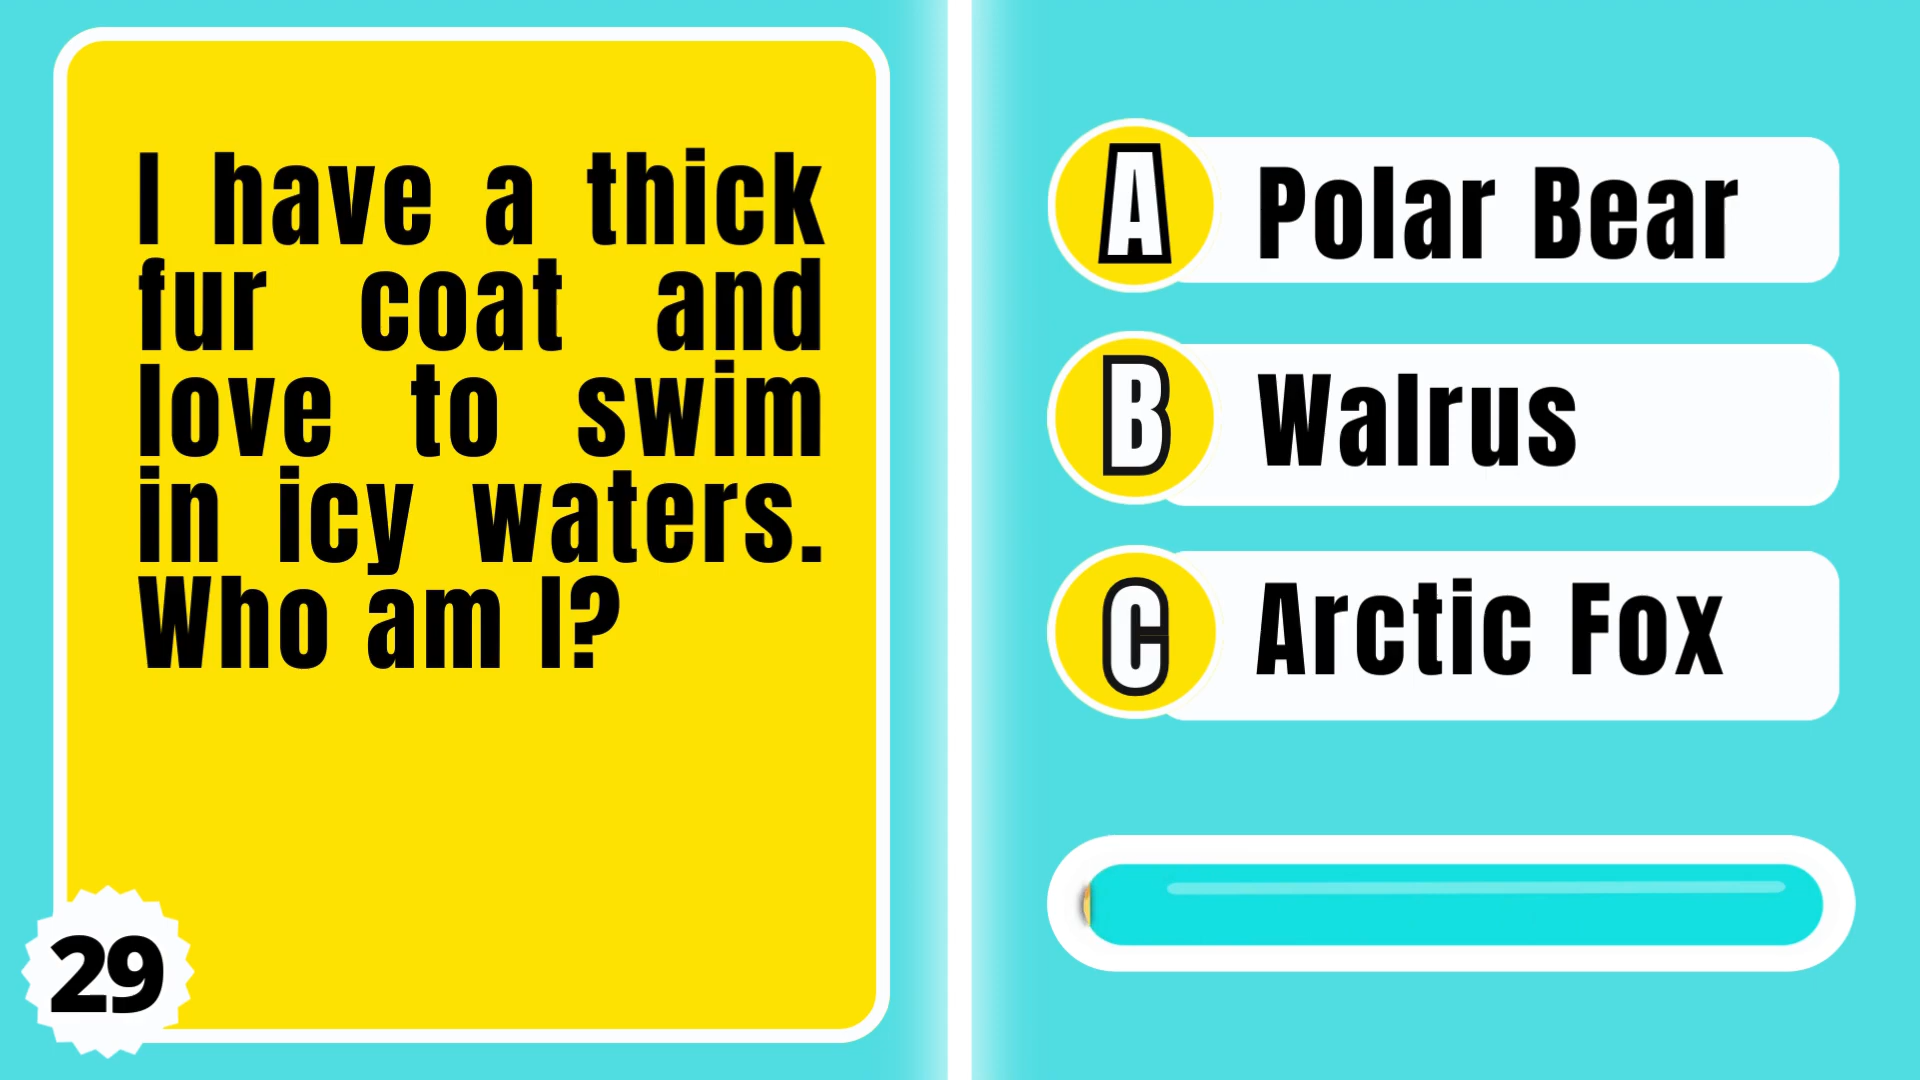 I have a thick
fur coat and
love to swim
in icy waters.
Who am I?
29
A Polar Bear
B Walrus
C Arctic Fox